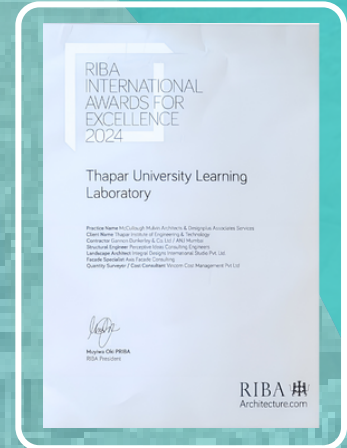 RIBA
INTERNATIONAL
AWARDS FOR
EXCELLENCE
2024
Thapar University Learning
Laboratory
Practice Name McCullough Mulvin Architects & Designplus Associates Services
Client Name Thapar Institute of Engineering & Technology
Contractor Gannon Dunkerley & Co. Ltd / Mumbai
Structural Engineer Perceptive Ideas Consulting Engineers
Landscape Architect Integral Designs International Studio Pvt. Ltd.
Facade Specialist Axis Facade Consulting
Quantity Surveyor / Cost Consultant Vincom Cost Management Pvt Ltd
Muyiwa Oki PRIBA
RIBA President
RIBA
Architecture.com